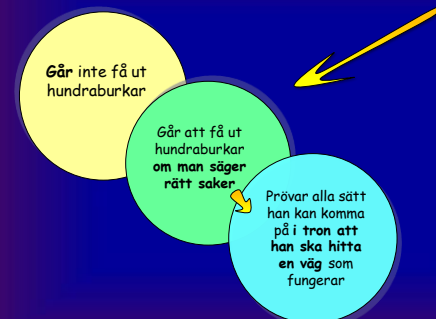 Går inte få ut
hundraburkar
Går att få ut
hundraburkar
om man säger
rätt saker
Prövar alla sätt
han kan komma
på i tron att
han ska hitta
en väg som
fungerar